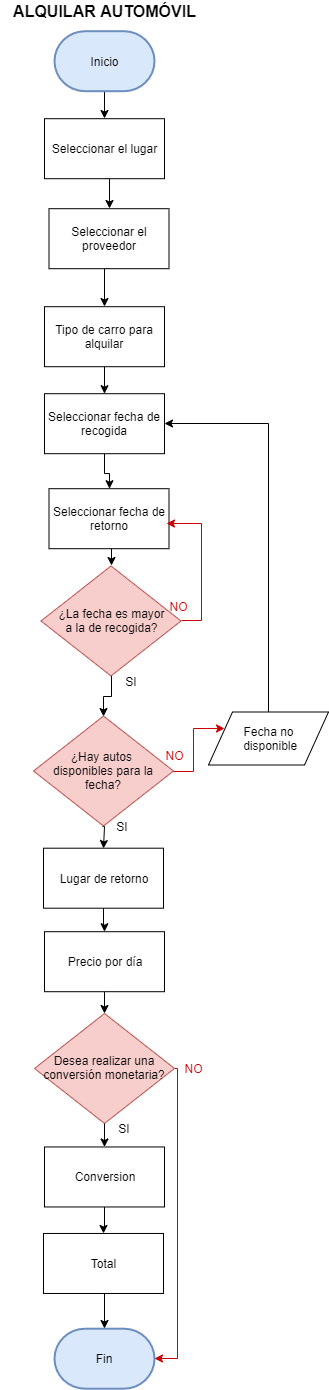 ALQUILAR AUTOMÓVIL
Inicio
Seleccionar el lugar
Seleccionar el
proveedor
Tipo de carro para
alquilar
Seleccionar fecha de
recogida
Seleccionar fecha de
retorno
¿La fecha es mayor
a la de recogida?
NO
SI
¿Hay autos
disponibles para la
fecha?
NO
Fecha no
disponible
SI
Lugar de retorno
Precio por día
Desea realizar una
conversión monetaria?
NO
SI
Conversion
Total
Fin